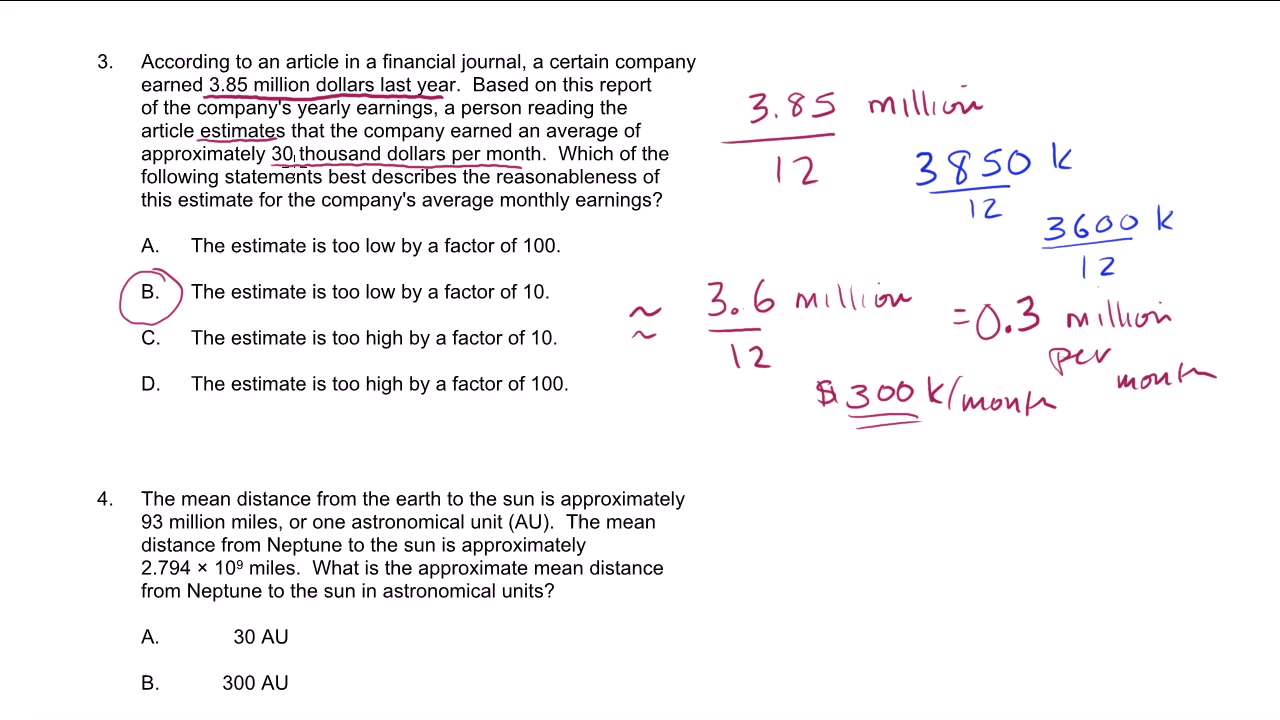 3. According to an article in a financial journal, a certain company
earned 3.85 million dollars last year. Based on this report
of the company's yearly earnings, a person reading the
article estimates that the company earned an average of
approximately 30 thousand dollars per month. Which of the
following statements best describes the reasonableness of
this estimate for the company's average monthly earnings?
A. The estimate is too low by a factor of 100.
B. The estimate is too low by a factor of 10.
C. The estimate is too high by a factor of 10.
D. The estimate is too high by a factor of 100.
3.85 million
12
3850 k
12
3600 k
12
≈ 3.6 million
12
= 0.3 million
per
month
$300 k/month
4. The mean distance from the earth to the sun is approximately
93 million miles, or one astronomical unit (AU). The mean
distance from Neptune to the sun is approximately
2.794 × 10⁹ miles. What is the approximate mean distance
from Neptune to the sun in astronomical units?
A. 30 AU
B. 300 AU